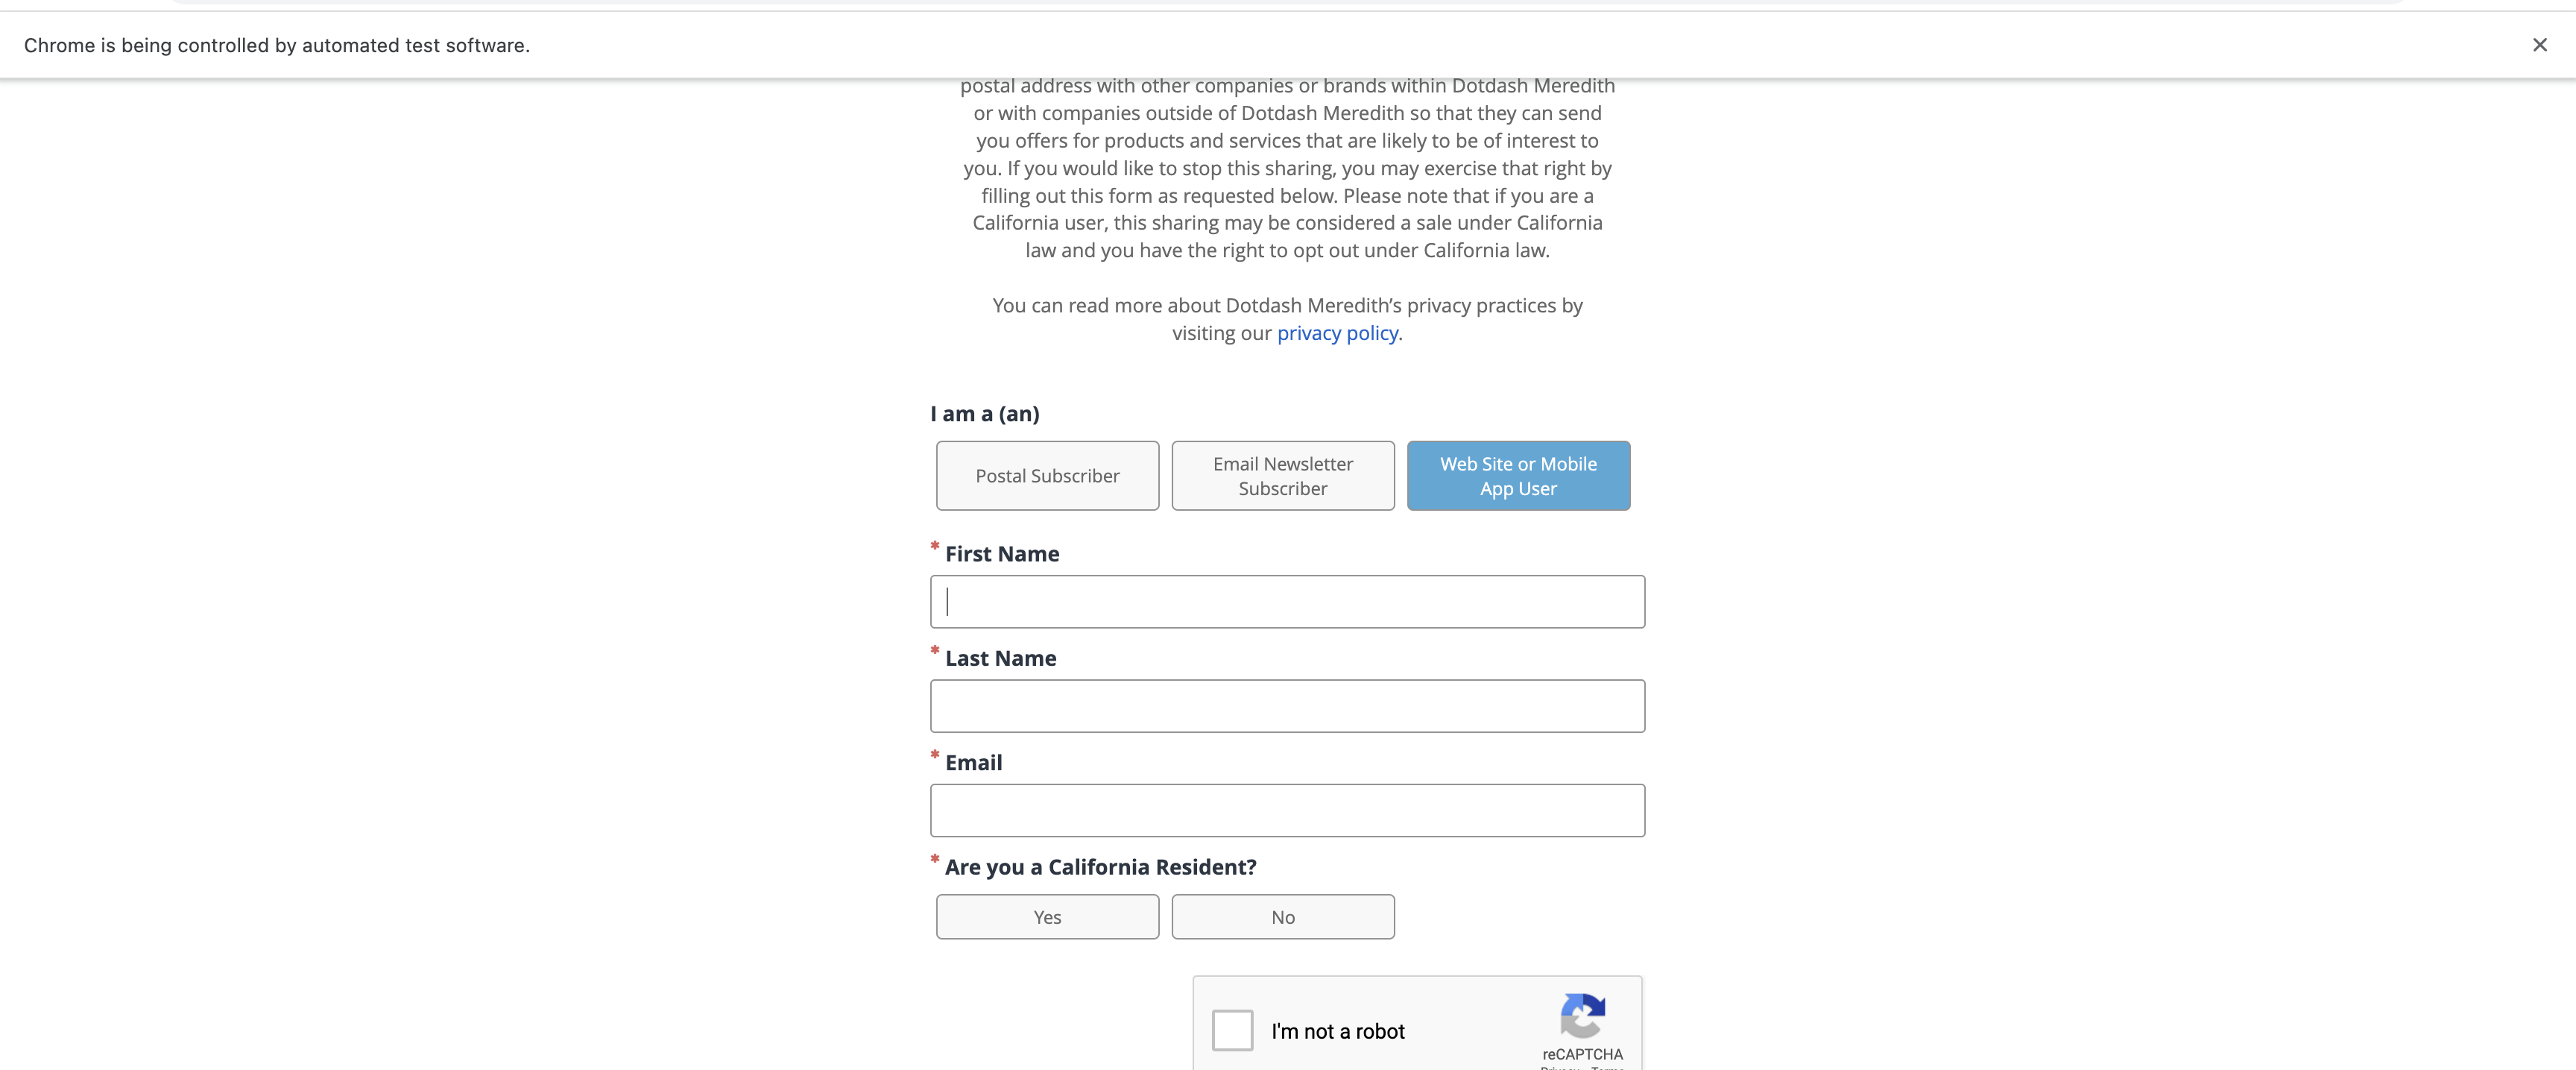 Chrome is being controlled by automated test software.
postal address with other companies or brands within Dotdash Meredith
or with companies outside of Dotdash Meredith so that they can send
you offers for products and services that are likely to be of interest to
you. If you would like to stop this sharing, you may exercise that right by
filling out this form as requested below. Please note that if you are a
California user, this sharing may be considered a sale under California
law and you have the right to opt out under California law.
You can read more about Dotdash Meredith’s privacy practices by
visiting our privacy policy.
I am a (an)
Postal Subscriber
Email Newsletter
Subscriber
Web Site or Mobile
App User
* First Name
* Last Name
* Email
* Are you a California Resident?
Yes
No
I'm not a robot
reCAPTCHA